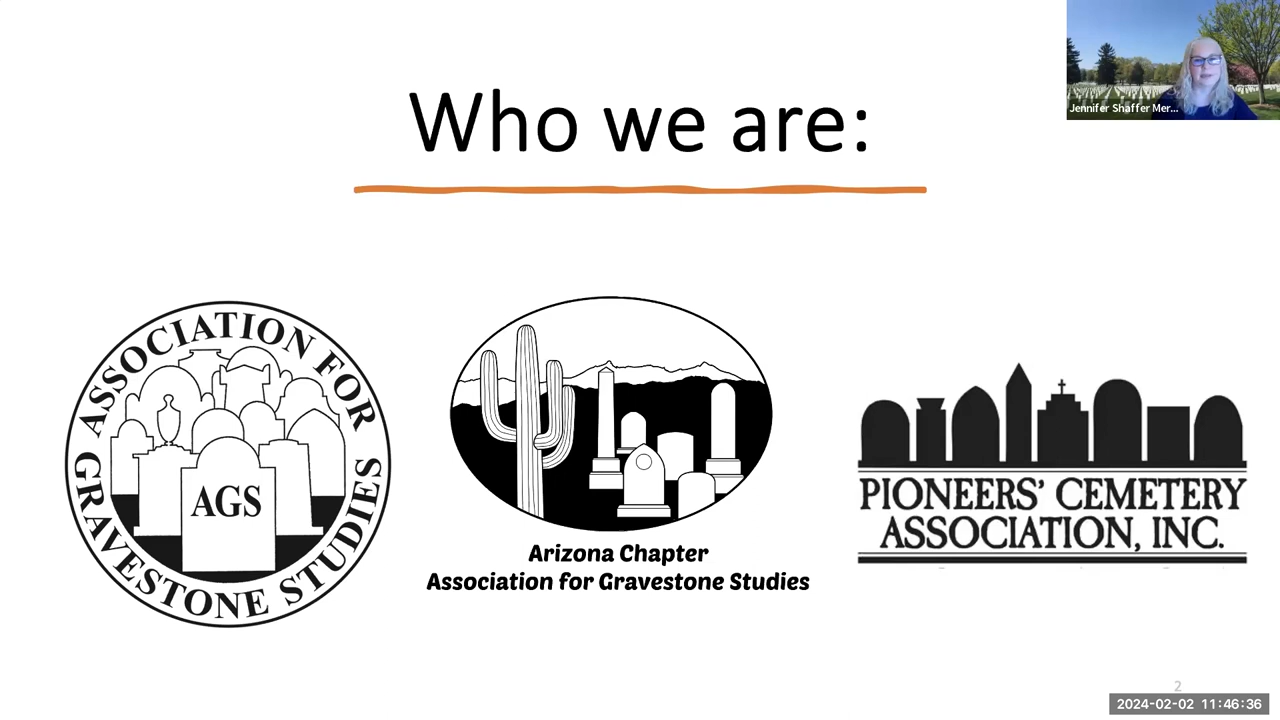 Who we are:
Jennifer Shaffer Mer...
ASSOCIATION FOR
GRAVESTONE STUDIES
AGS
Arizona Chapter
Association for Gravestone Studies
PIONEERS' CEMETERY
ASSOCIATION, INC.
2
2024-02-02 11:46:36